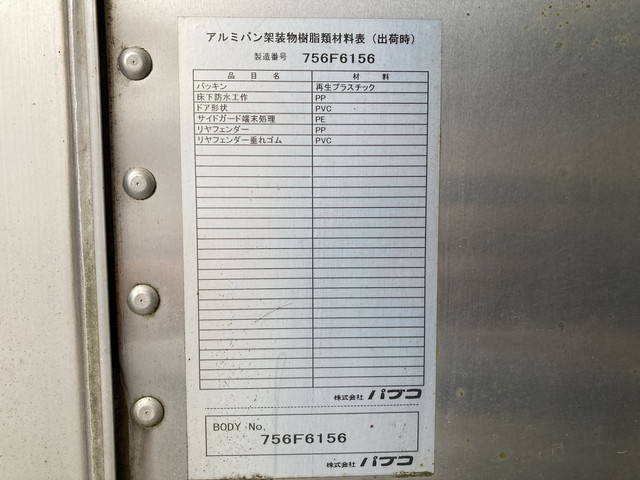 アルミバン架装物樹脂類材料表（出荷時）
製造番号 756F6156
品目名 材料
パッキン 再生プラスチック
床下防水工作 PP
ドア形状 PVC
サイドガード端末処理 PE
リヤフェンダー PP
リヤフェンダー垂れゴム PVC
株式会社 パブコ
BODY No.
756F6156
株式会社 パブコ